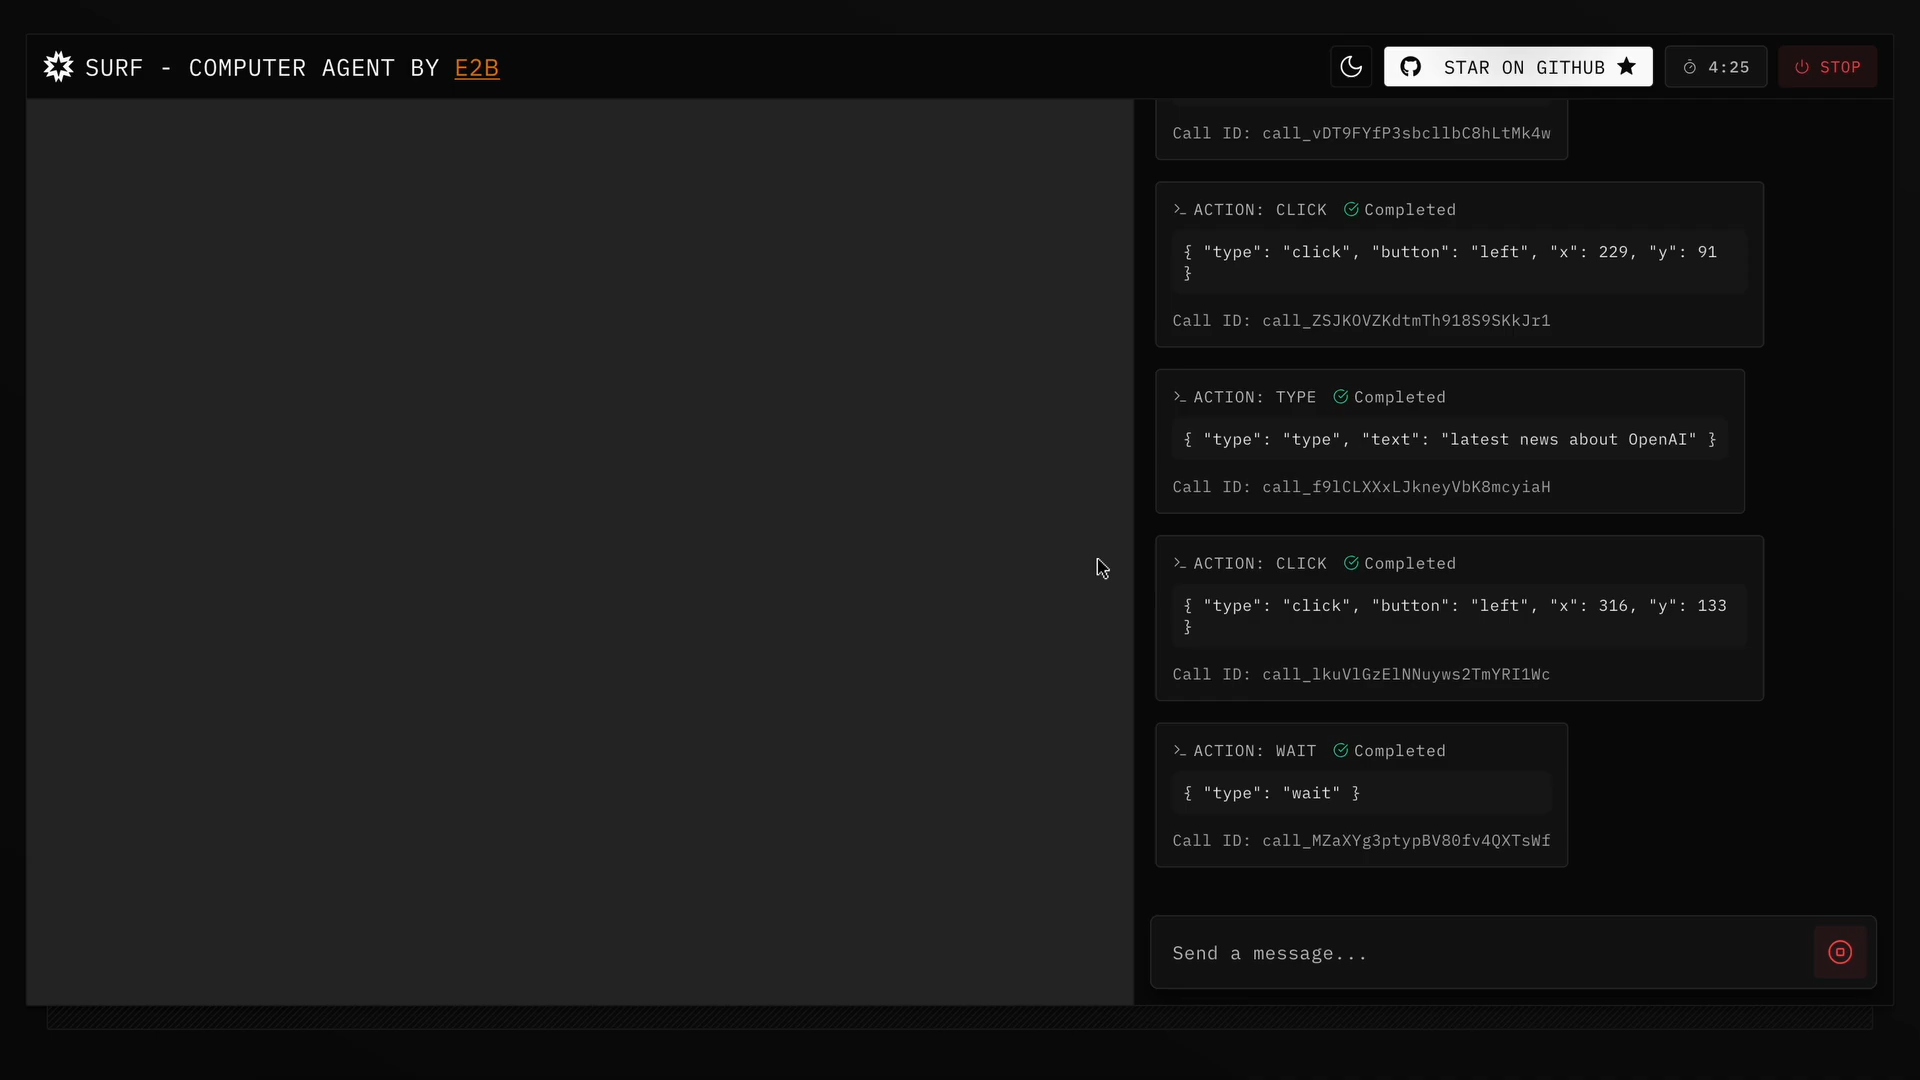 SURF - COMPUTER AGENT BY E2B
STAR ON GITHUB
4:25
STOP
Call ID: call_vDT9FYfP3sbcllbC8hLtMk4w
>_ ACTION: CLICK Completed
{ "type": "click", "button": "left", "x": 229, "y": 91
}
Call ID: call_ZSJKOVZKdtmTh918S9SKkJr1
>_ ACTION: TYPE Completed
{ "type": "type", "text": "latest news about OpenAI" }
Call ID: call_f9lCLXXxLJkneyVbK8mcyiaH
>_ ACTION: CLICK Completed
{ "type": "click", "button": "left", "x": 316, "y": 133
}
Call ID: call_lkuVlGzElNNuyws2TmYRI1Wc
>_ ACTION: WAIT Completed
{ "type": "wait" }
Call ID: call_MZaXYg3ptypBV80fv4QXTsWf
Send a message...